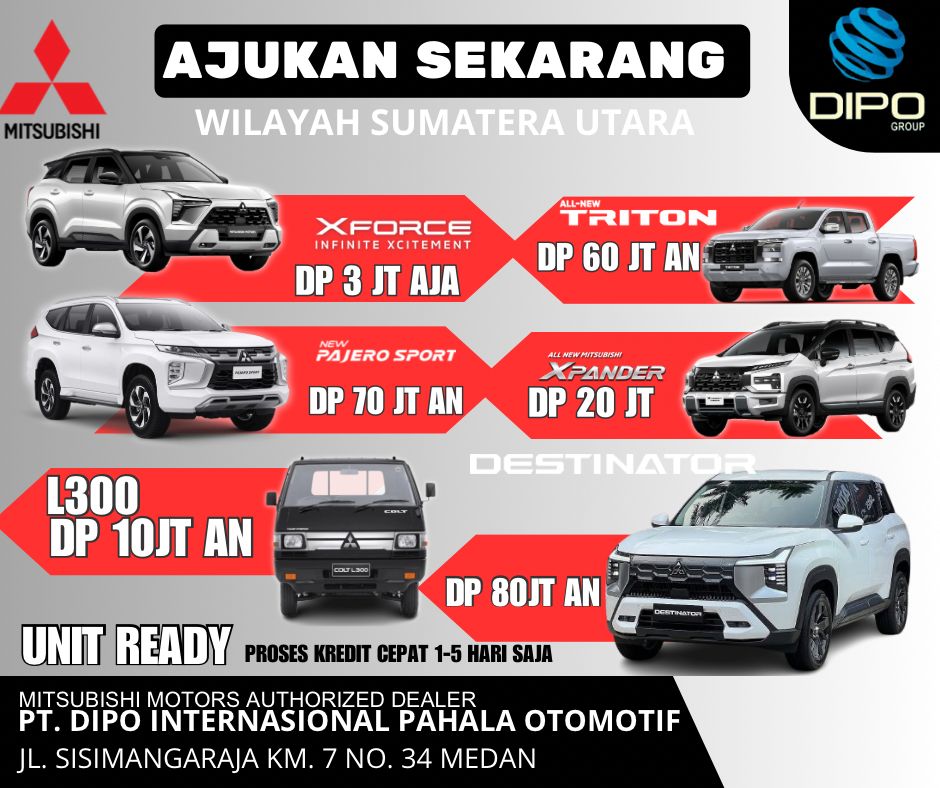 MITSUBISHI
AJUKAN SEKARANG
DIPO
GROUP
WILAYAH SUMATERA UTARA
XFORCE
INFINITE XCITEMENT
DP 3 JT AJA
ALL-NEW
TRITON
DP 60 JT AN
NEW
PAJERO SPORT
DP 70 JT AN
PAJERO SPORT
ALL NEW MITSUBISHI
XPANDER
DP 20 JT
L300
DP 10JT AN
COLT
COLT L300
DESTINATOR
DP 80JT AN
DESTINATOR
UNIT READY
PROSES KREDIT CEPAT 1-5 HARI SAJA
MITSUBISHI MOTORS AUTHORIZED DEALER
PT. DIPO INTERNASIONAL PAHALA OTOMOTIF
JL. SISIMANGARAJA KM. 7 NO. 34 MEDAN